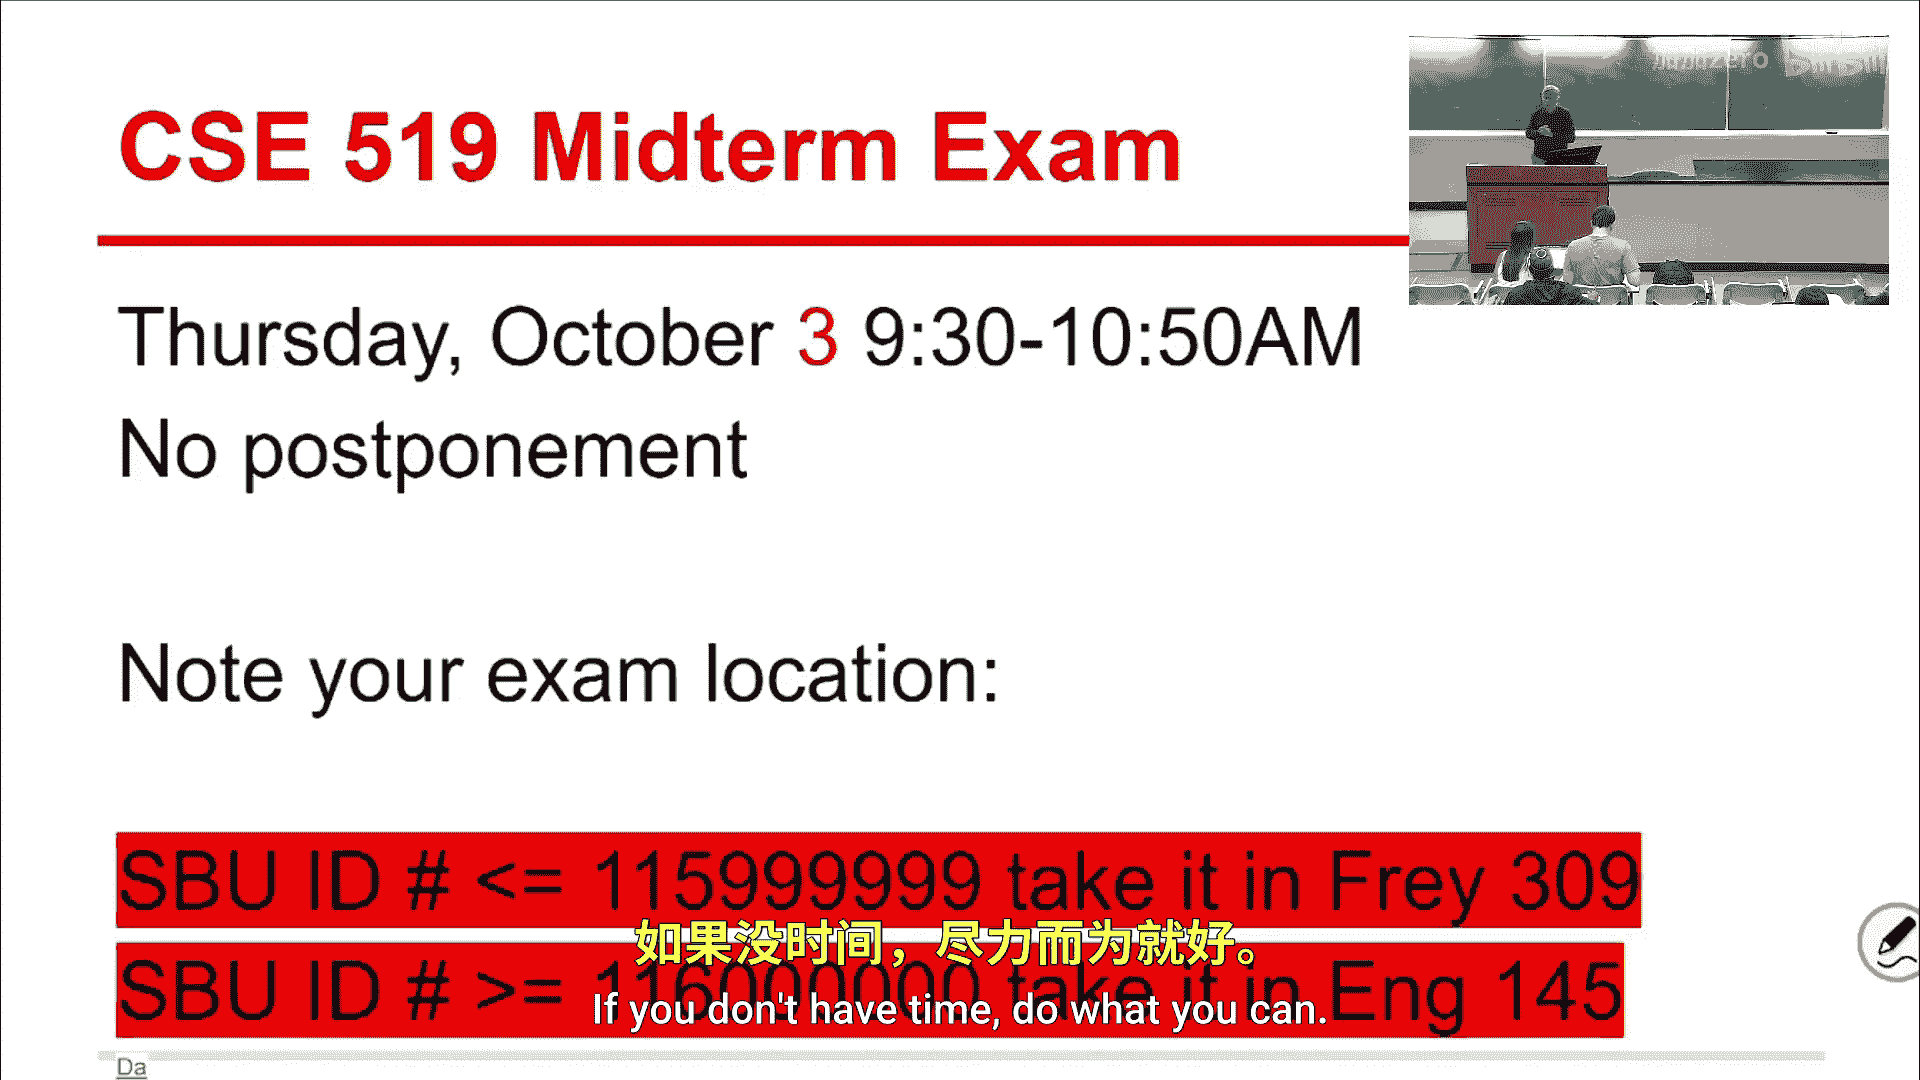 CSE 519 Midterm Exam
Thursday, October 3 9:30-10:50AM
No postponement
Note your exam location:
SBU ID # <= 115999999 take it in Frey 309
如果没时间，尽力而为就好。
SBU ID # >= 116000000 take it in Eng 145
If you don't have time, do what you can.
Da